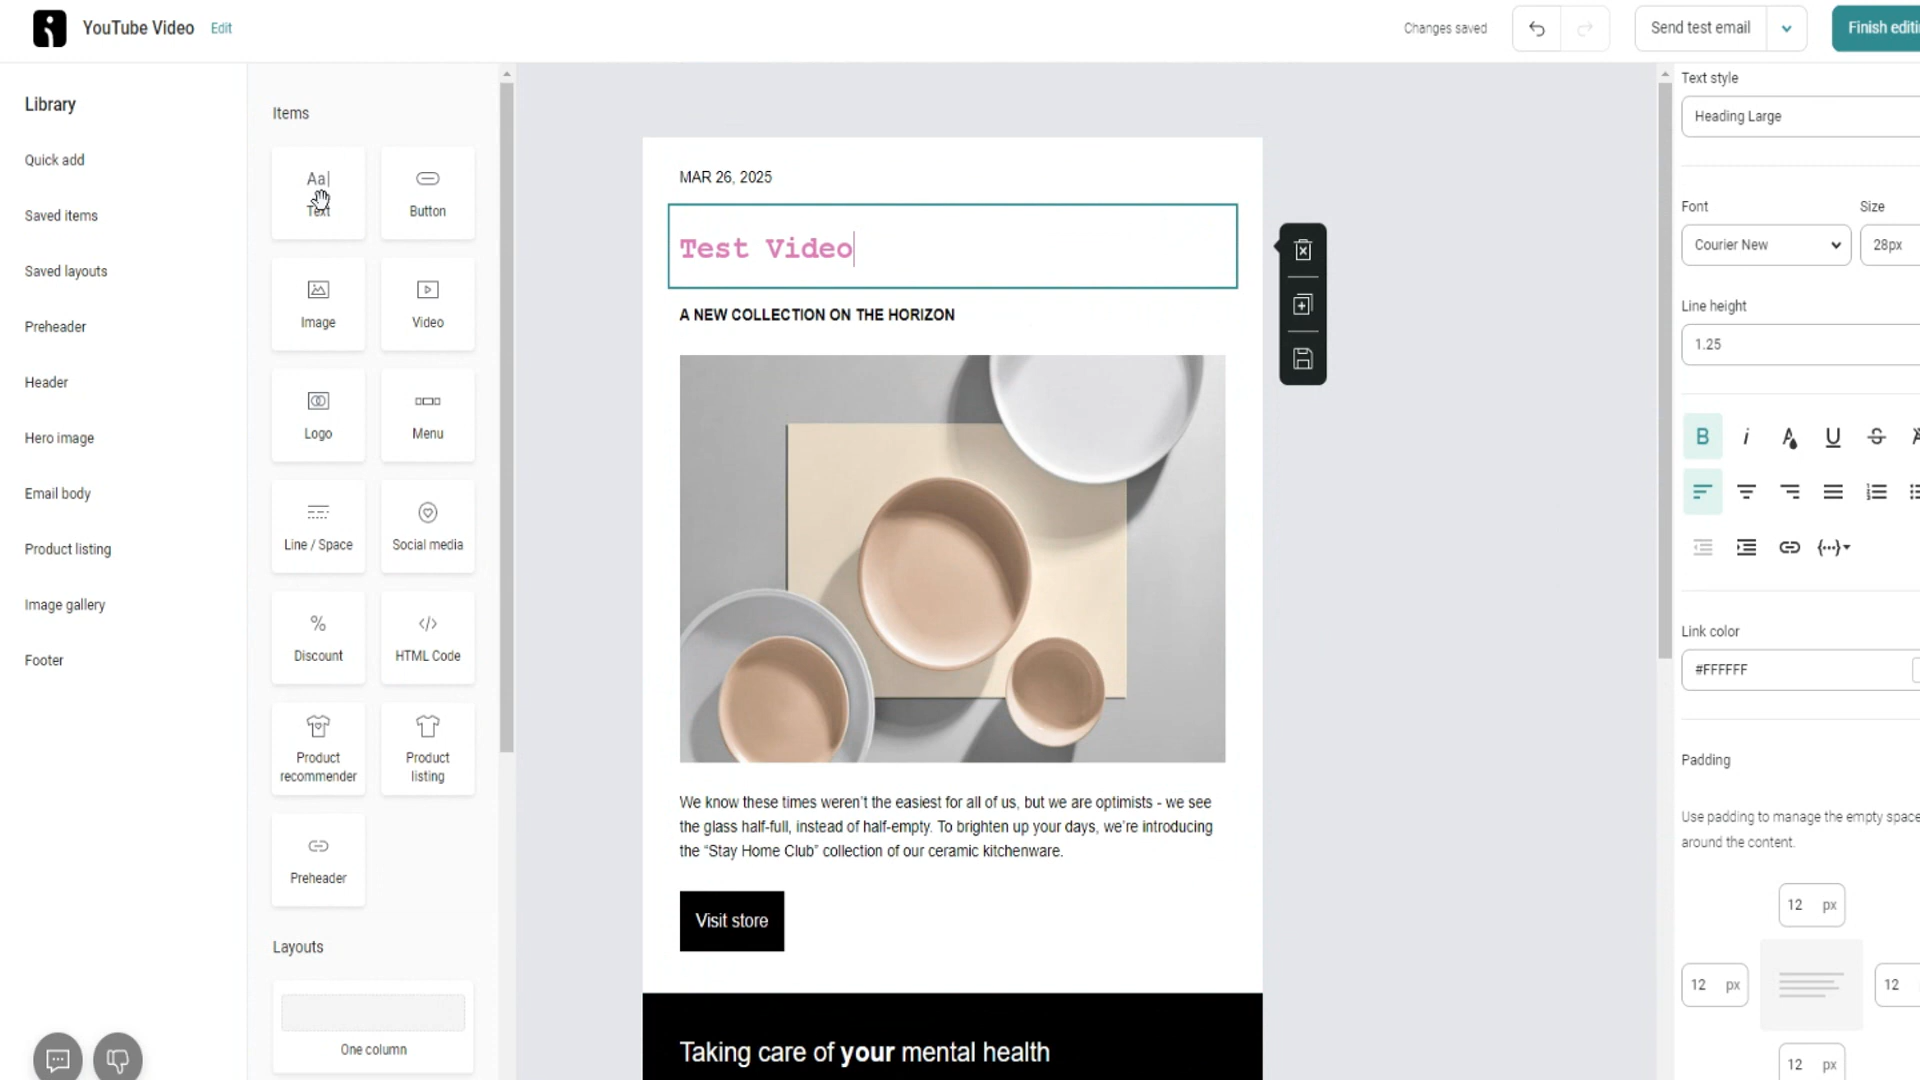 YouTube Video Edit
Changes saved
Send test email
Finish editi
Library
Quick add
Saved items
Saved layouts
Preheader
Header
Hero image
Email body
Product listing
Image gallery
Footer
Items
Aa|
Text
Button
Image
Video
Logo
Menu
Line / Space
Social media
%
Discount
</>
HTML Code
Product
recommender
Product
listing
Preheader
Layouts
One column
MAR 26, 2025
Test Video
A NEW COLLECTION ON THE HORIZON
We know these times weren't the easiest for all of us, but we are optimists - we see
the glass half-full, instead of half-empty. To brighten up your days, we're introducing
the “Stay Home Club” collection of our ceramic kitchenware.
Visit store
Taking care of your mental health
Text style
Heading Large
Font
Size
Courier New
28px
Line height
1.25
B i A U S
Link color
#FFFFFF
Padding
Use padding to manage the empty space
around the content.
12 px
12 px
12
12 px